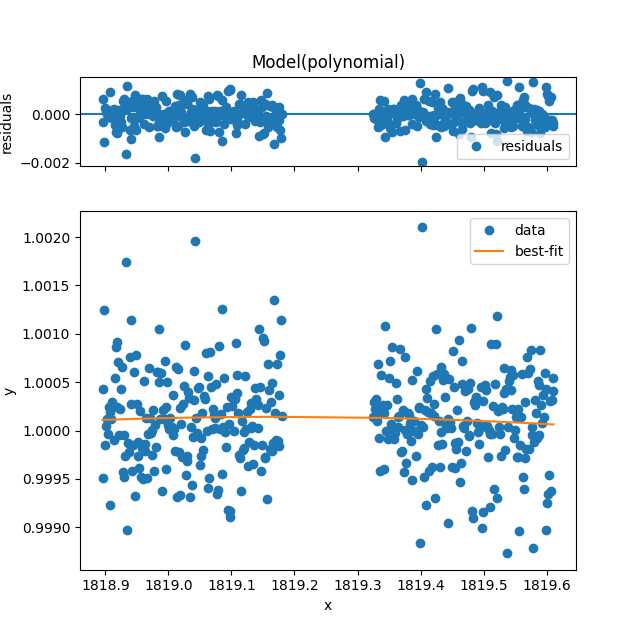 Model(polynomial)
residuals
0.000
−0.002
residuals
y
1.0020
1.0015
1.0010
1.0005
1.0000
0.9995
0.9990
data
best-fit
1818.9 1819.0 1819.1 1819.2 1819.3 1819.4 1819.5 1819.6
x